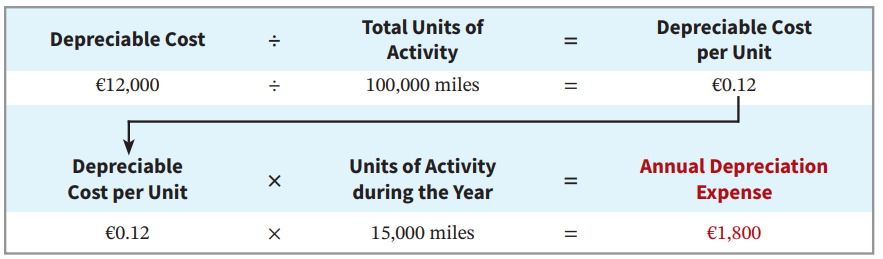 Depreciable Cost ÷ Total Units of Activity = Depreciable Cost per Unit
€12,000 ÷ 100,000 miles = €0.12
Depreciable Cost per Unit × Units of Activity during the Year = Annual Depreciation Expense
€0.12 × 15,000 miles = €1,800